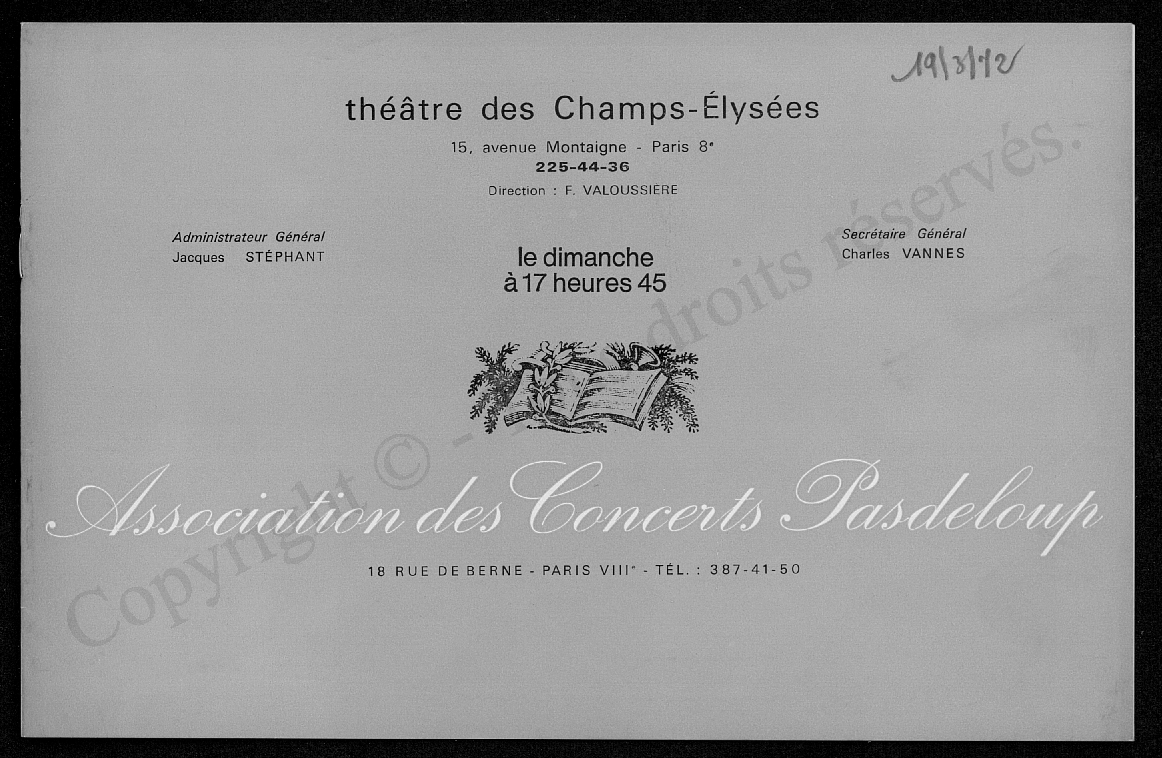 19/3/72
théâtre des Champs-Élysées
15, avenue Montaigne - Paris 8e
225-44-36
Direction : F. VALOUSSIÈRE
Administrateur Général
Jacques STÉPHANT
Secrétaire Général
Charles VANNES
le dimanche
à 17 heures 45
Association des Concerts Pasdeloup
18 RUE DE BERNE - PARIS VIIIe - TÉL. : 387-41-50
Copyright © - droits réservés.